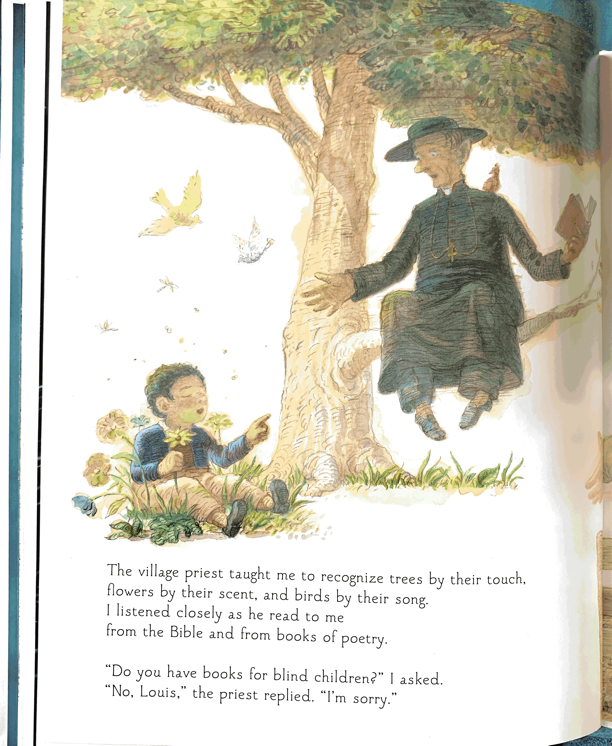 The village priest taught me to recognize trees by their touch,
flowers by their scent, and birds by their song.
I listened closely as he read to me
from the Bible and from books of poetry.
“Do you have books for blind children?” I asked.
“No, Louis,” the priest replied. “I’m sorry.”